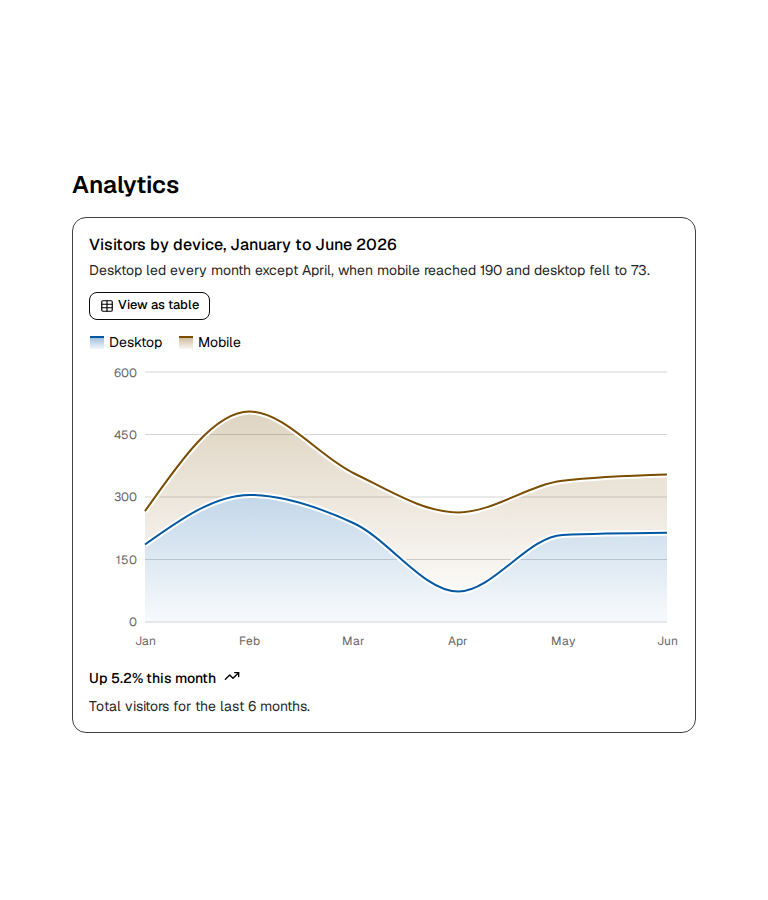 Analytics
Visitors by device, January to June 2026
Desktop led every month except April, when mobile reached 190 and desktop fell to 73.
View as table
Desktop Mobile
600
450
300
150
0
Jan Feb Mar Apr May Jun
Up 5.2% this month
Total visitors for the last 6 months.